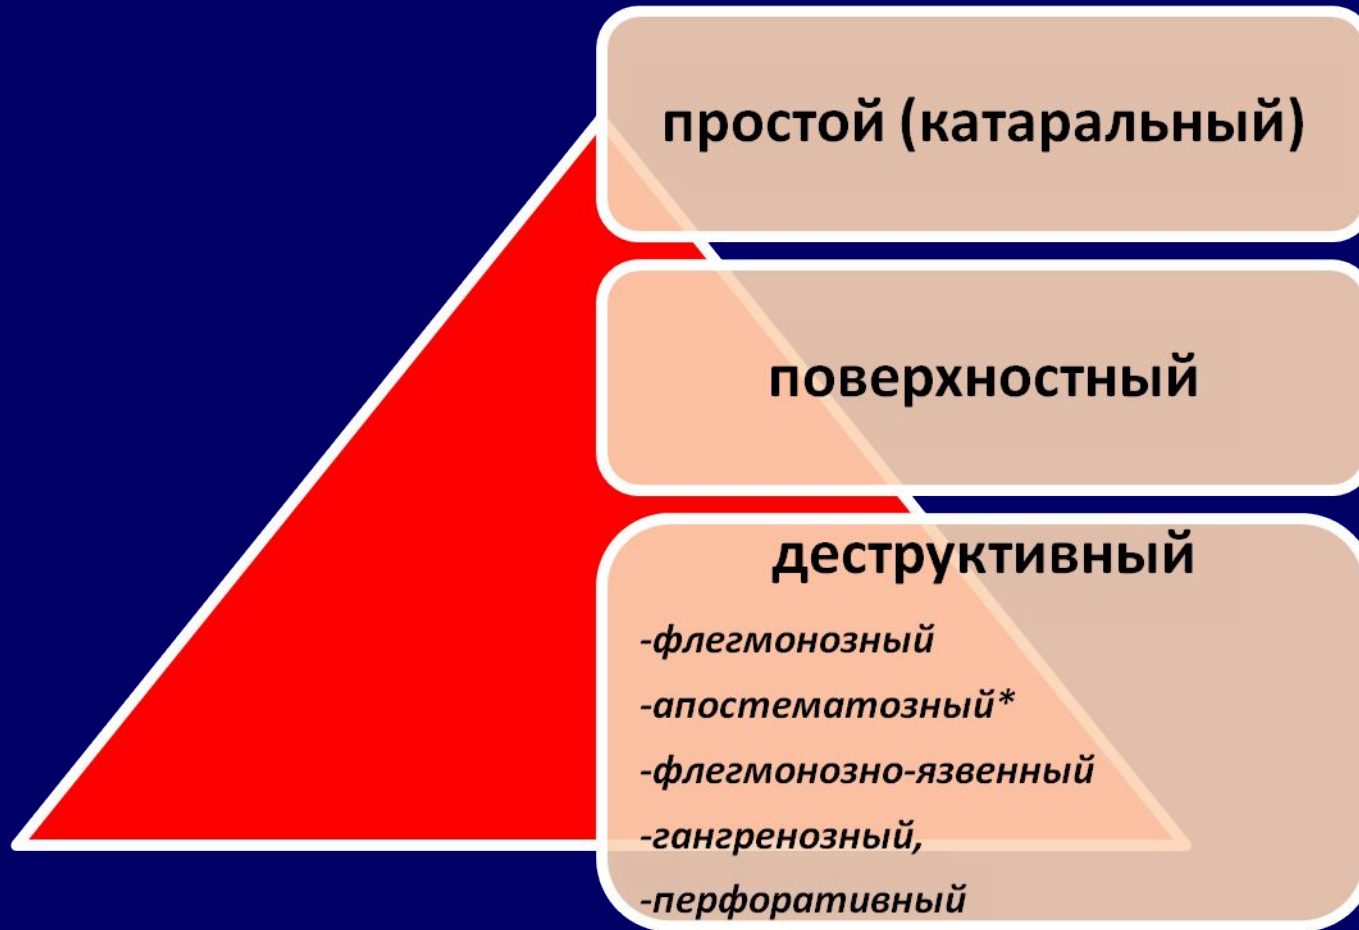 простой (катаральный)
поверхностный
деструктивный
-флегмонозный
-апостематозный*
-флегмонозно-язвенный
-гангренозный,
-перфоративный